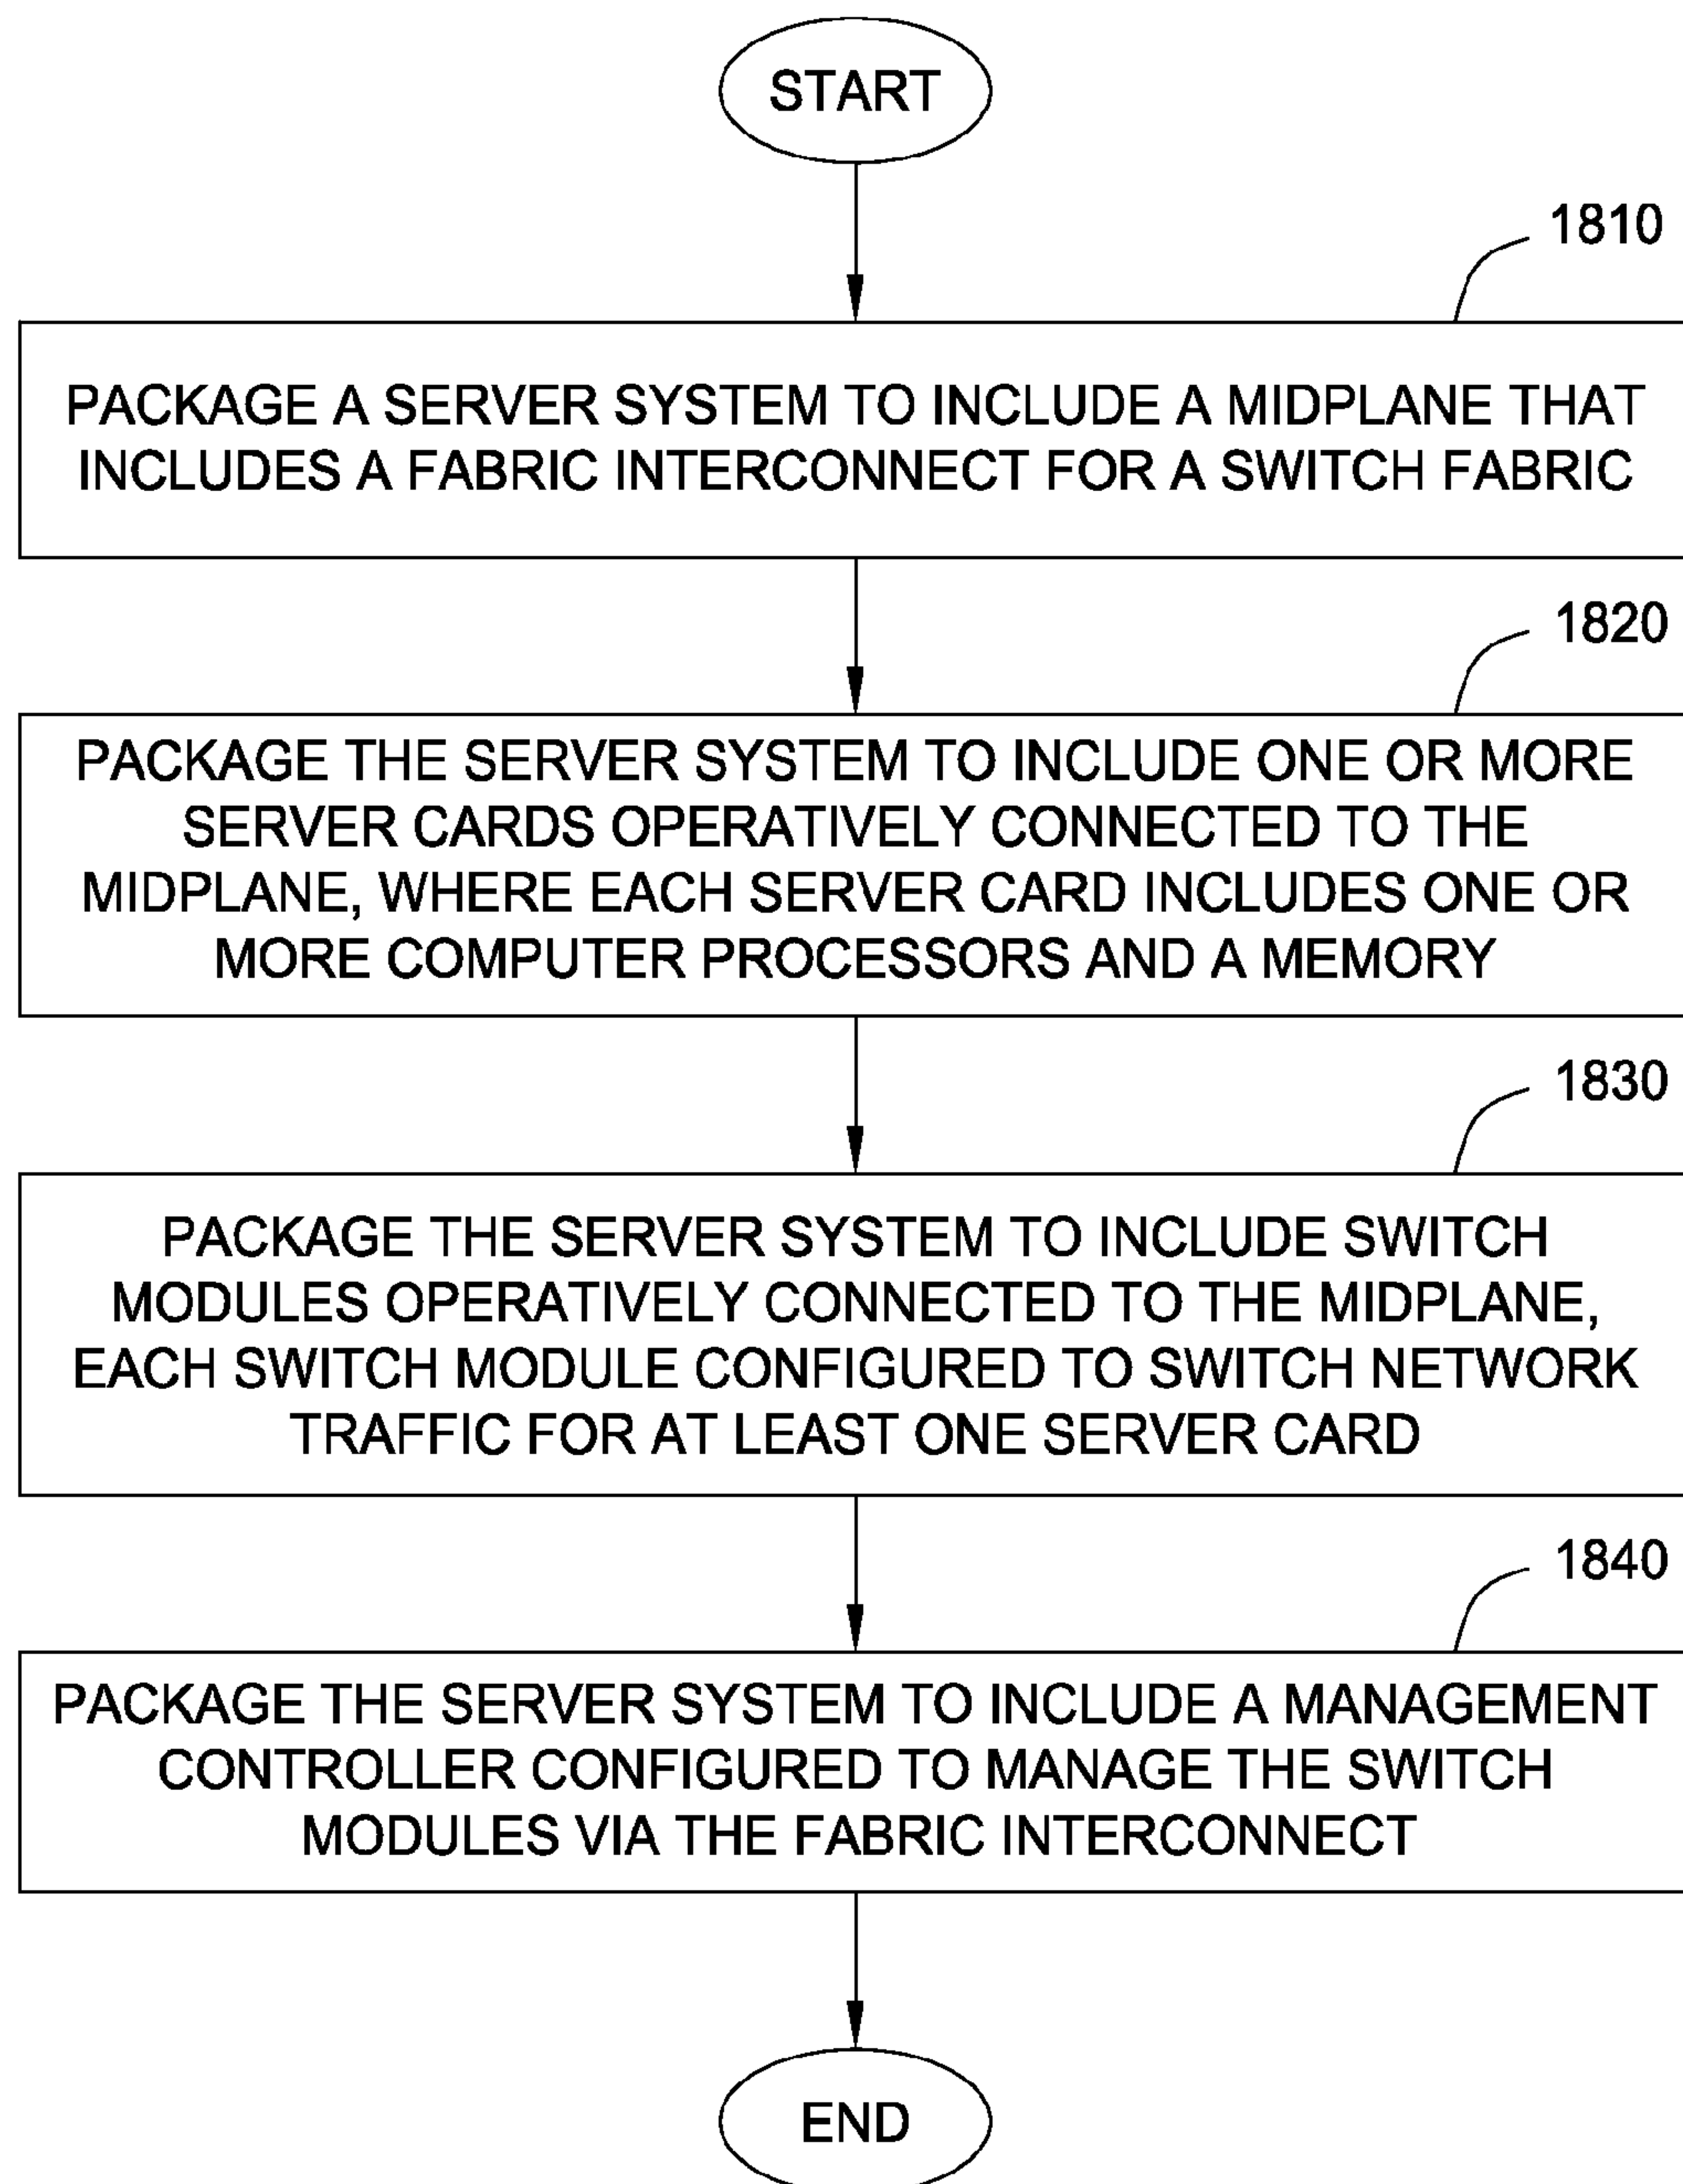 START
1810
PACKAGE A SERVER SYSTEM TO INCLUDE A MIDPLANE THAT
INCLUDES A FABRIC INTERCONNECT FOR A SWITCH FABRIC
1820
PACKAGE THE SERVER SYSTEM TO INCLUDE ONE OR MORE
SERVER CARDS OPERATIVELY CONNECTED TO THE
MIDPLANE, WHERE EACH SERVER CARD INCLUDES ONE OR
MORE COMPUTER PROCESSORS AND A MEMORY
1830
PACKAGE THE SERVER SYSTEM TO INCLUDE SWITCH
MODULES OPERATIVELY CONNECTED TO THE MIDPLANE,
EACH SWITCH MODULE CONFIGURED TO SWITCH NETWORK
TRAFFIC FOR AT LEAST ONE SERVER CARD
1840
PACKAGE THE SERVER SYSTEM TO INCLUDE A MANAGEMENT
CONTROLLER CONFIGURED TO MANAGE THE SWITCH
MODULES VIA THE FABRIC INTERCONNECT
END